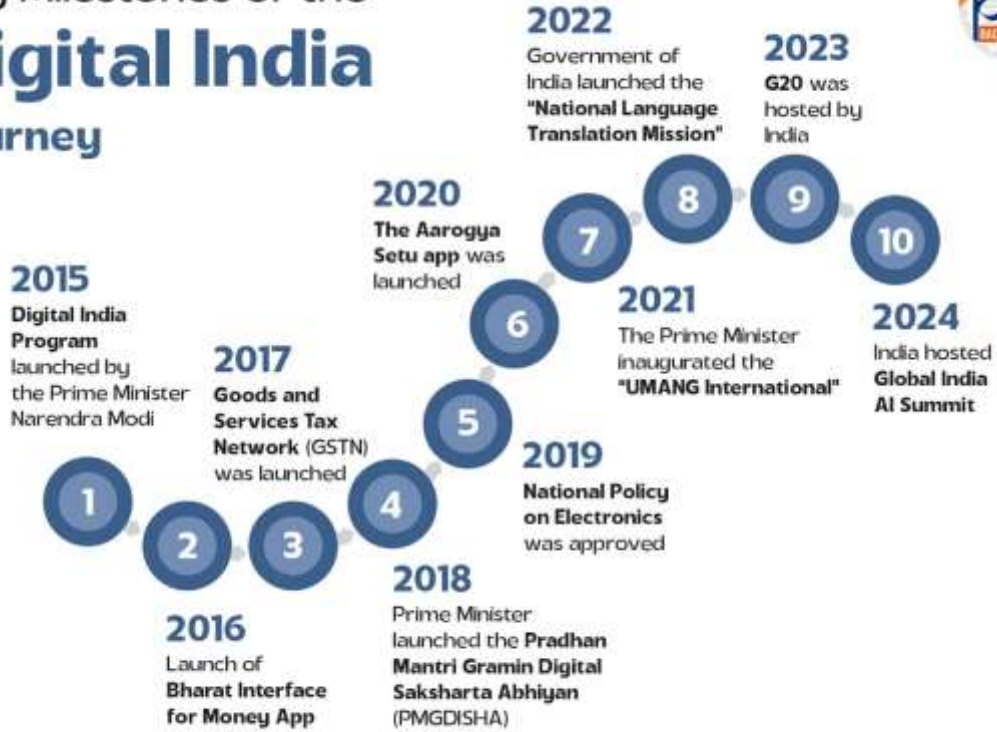 Milestones of the
Digital India
Journey
2015
Digital India
Program
launched by
the Prime Minister
Narendra Modi
1
2016
Launch of
Bharat Interface
for Money App
2
2017
Goods and
Services Tax
Network (GSTN)
was launched
3
2018
Prime Minister
launched the Pradhan
Mantri Gramin Digital
Saksharta Abhiyan
(PMGDISHA)
4
2019
National Policy
on Electronics
was approved
5
2020
The Aarogya
Setu app was
launched
6
2021
The Prime Minister
inaugurated the
"UMANG International"
7
2022
Government of
India launched the
"National Language
Translation Mission"
8
2023
G20 was
hosted by
India
9
2024
India hosted
Global India
AI Summit
10